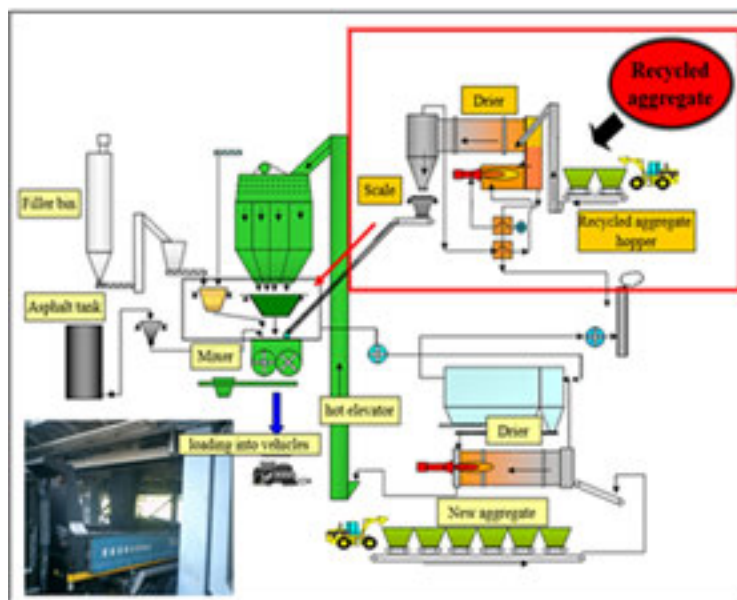 Recycled
aggregate
Drier
Filler bin
Scale
Recycled aggregate
hopper
Asphalt tank
Mixer
hot elevator
loading into vehicles
Drier
New aggregate